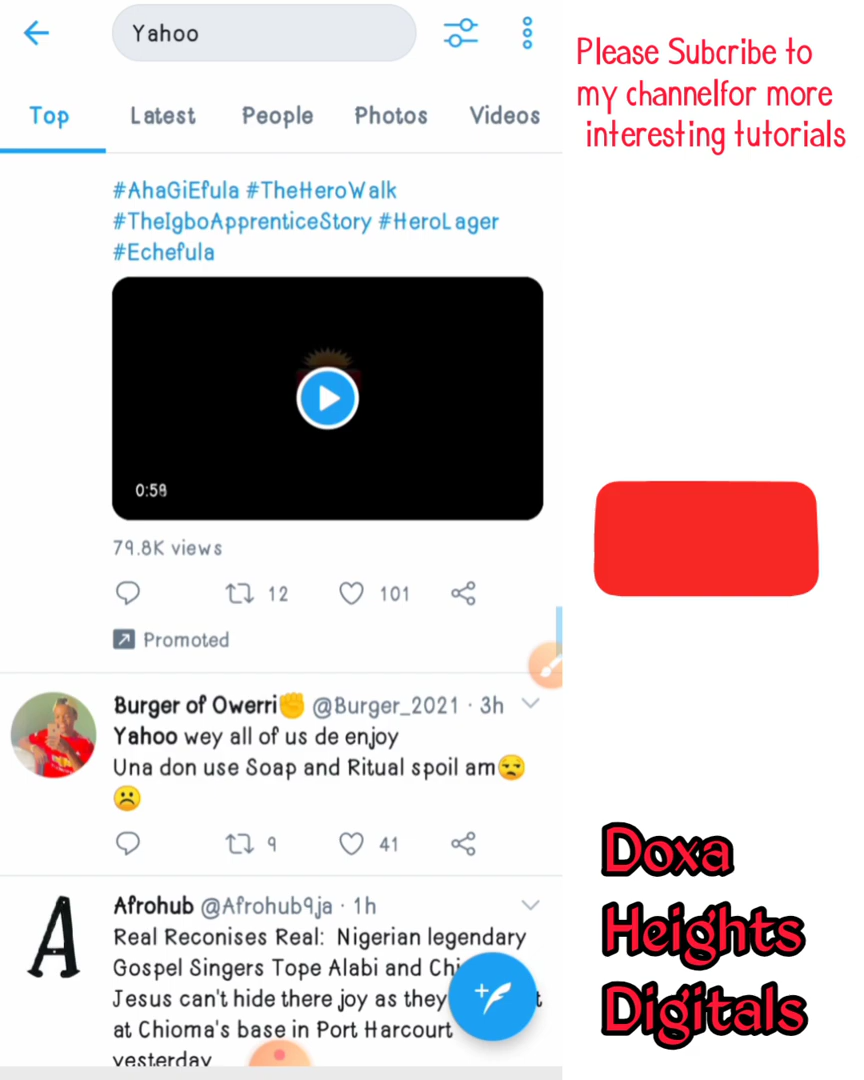 Yahoo
Top Latest People Photos Videos
#AhaGiEfula #TheHeroWalk
#TheIgboApprenticeStory #HeroLager
#Echefula
0:58
79.8K views
12 101
Promoted
Burger of Owerri✊ @Burger_2021 · 3h
Yahoo wey all of us de enjoy
Una don use Soap and Ritual spoil am😒
☹️
9 41
Afrohub @Afrohub9ja · 1h
Real Reconises Real: Nigerian legendary
Gospel Singers Tope Alabi and
Jesus can't hide there joy as they
at Chioma's base in Port Harcourt
yesterday
Please Subcribe to
my channelfor more
interesting tutorials
Doxa
Heights
Digitals